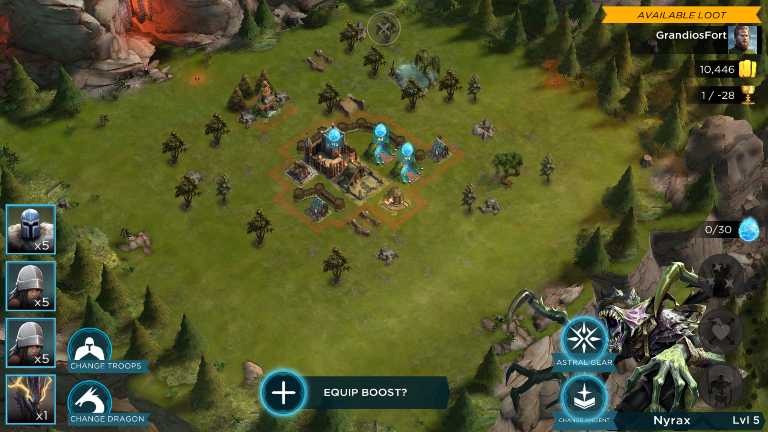 AVAILABLE LOOT
GrandiosFort
10,446
1 / -28
0/30
x5
x5
x5
x1
CHANGE TROOPS
CHANGE DRAGON
EQUIP BOOST?
ASTRAL GEAR
CHANGE ANCIENT
Nyrax Lvl 5